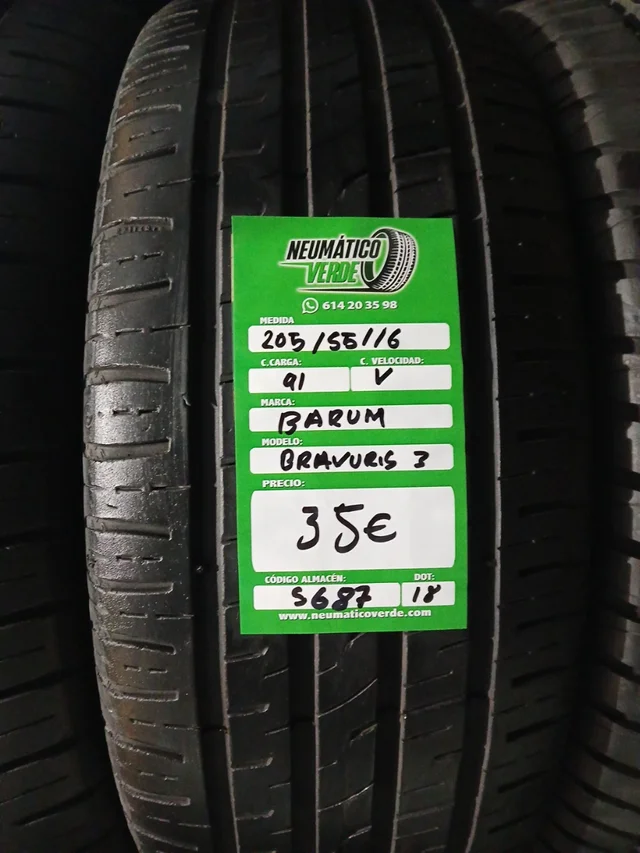 NEUMÁTICO
VERDE
614 20 35 98
MEDIDA
205/55/16
C.CARGA: C. VELOCIDAD:
91 V
MARCA:
BARUM
MODELO:
BRAVURIS 3
PRECIO:
35€
CÓDIGO ALMACÉN: DOT:
S687 18
www.neumaticoverde.com